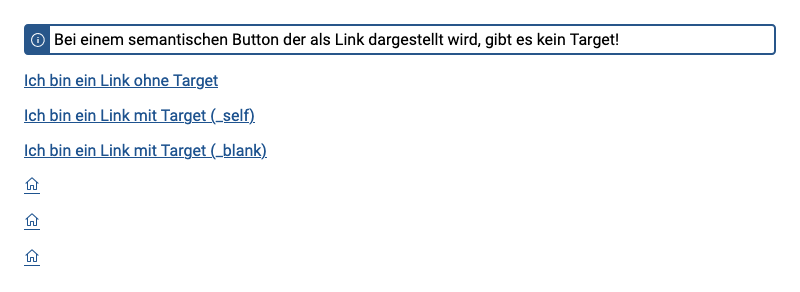 Bei einem semantischen Button der als Link dargestellt wird, gibt es kein Target!
Ich bin ein Link ohne Target
Ich bin ein Link mit Target (_self)
Ich bin ein Link mit Target (_blank)